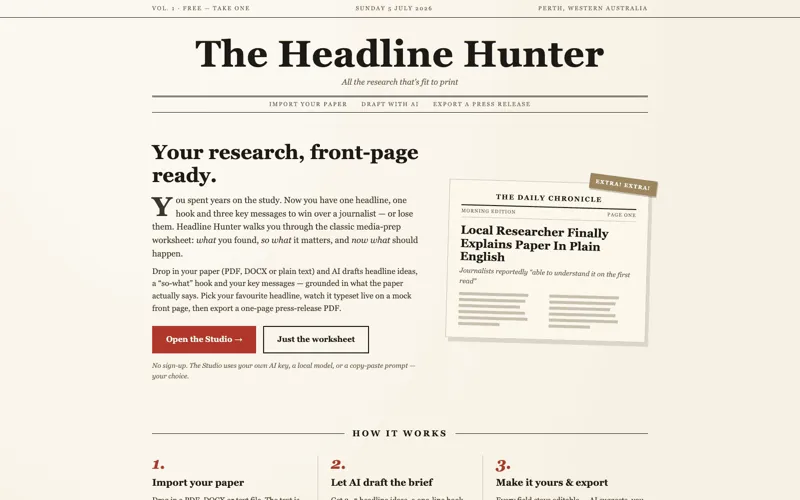 VOL. 1 · FREE — TAKE ONE
SUNDAY 5 JULY 2026
PERTH, WESTERN AUSTRALIA
The Headline Hunter
All the research that's fit to print
IMPORT YOUR PAPER
DRAFT WITH AI
EXPORT A PRESS RELEASE
Your research, front-page
ready.
You spent years on the study. Now you have one headline, one
hook and three key messages to win over a journalist — or lose
them. Headline Hunter walks you through the classic media-prep
worksheet: what you found, so what it matters, and now what should
happen.
Drop in your paper (PDF, DOCX or plain text) and AI drafts headline ideas,
a “so-what” hook and your key messages — grounded in what the paper
actually says. Pick your favourite headline, watch it typeset live on a mock
front page, then export a one-page press-release PDF.
Open the Studio →
Just the worksheet
No sign-up. The Studio uses your own AI key, a local model, or a copy-paste prompt —
your choice.
EXTRA! EXTRA!
THE DAILY CHRONICLE
MORNING EDITION
PAGE ONE
Local Researcher Finally
Explains Paper In Plain
English
Journalists reportedly “able to understand it on the first
read”
HOW IT WORKS
1.
Import your paper
2.
Let AI draft the brief
3.
Make it yours & export